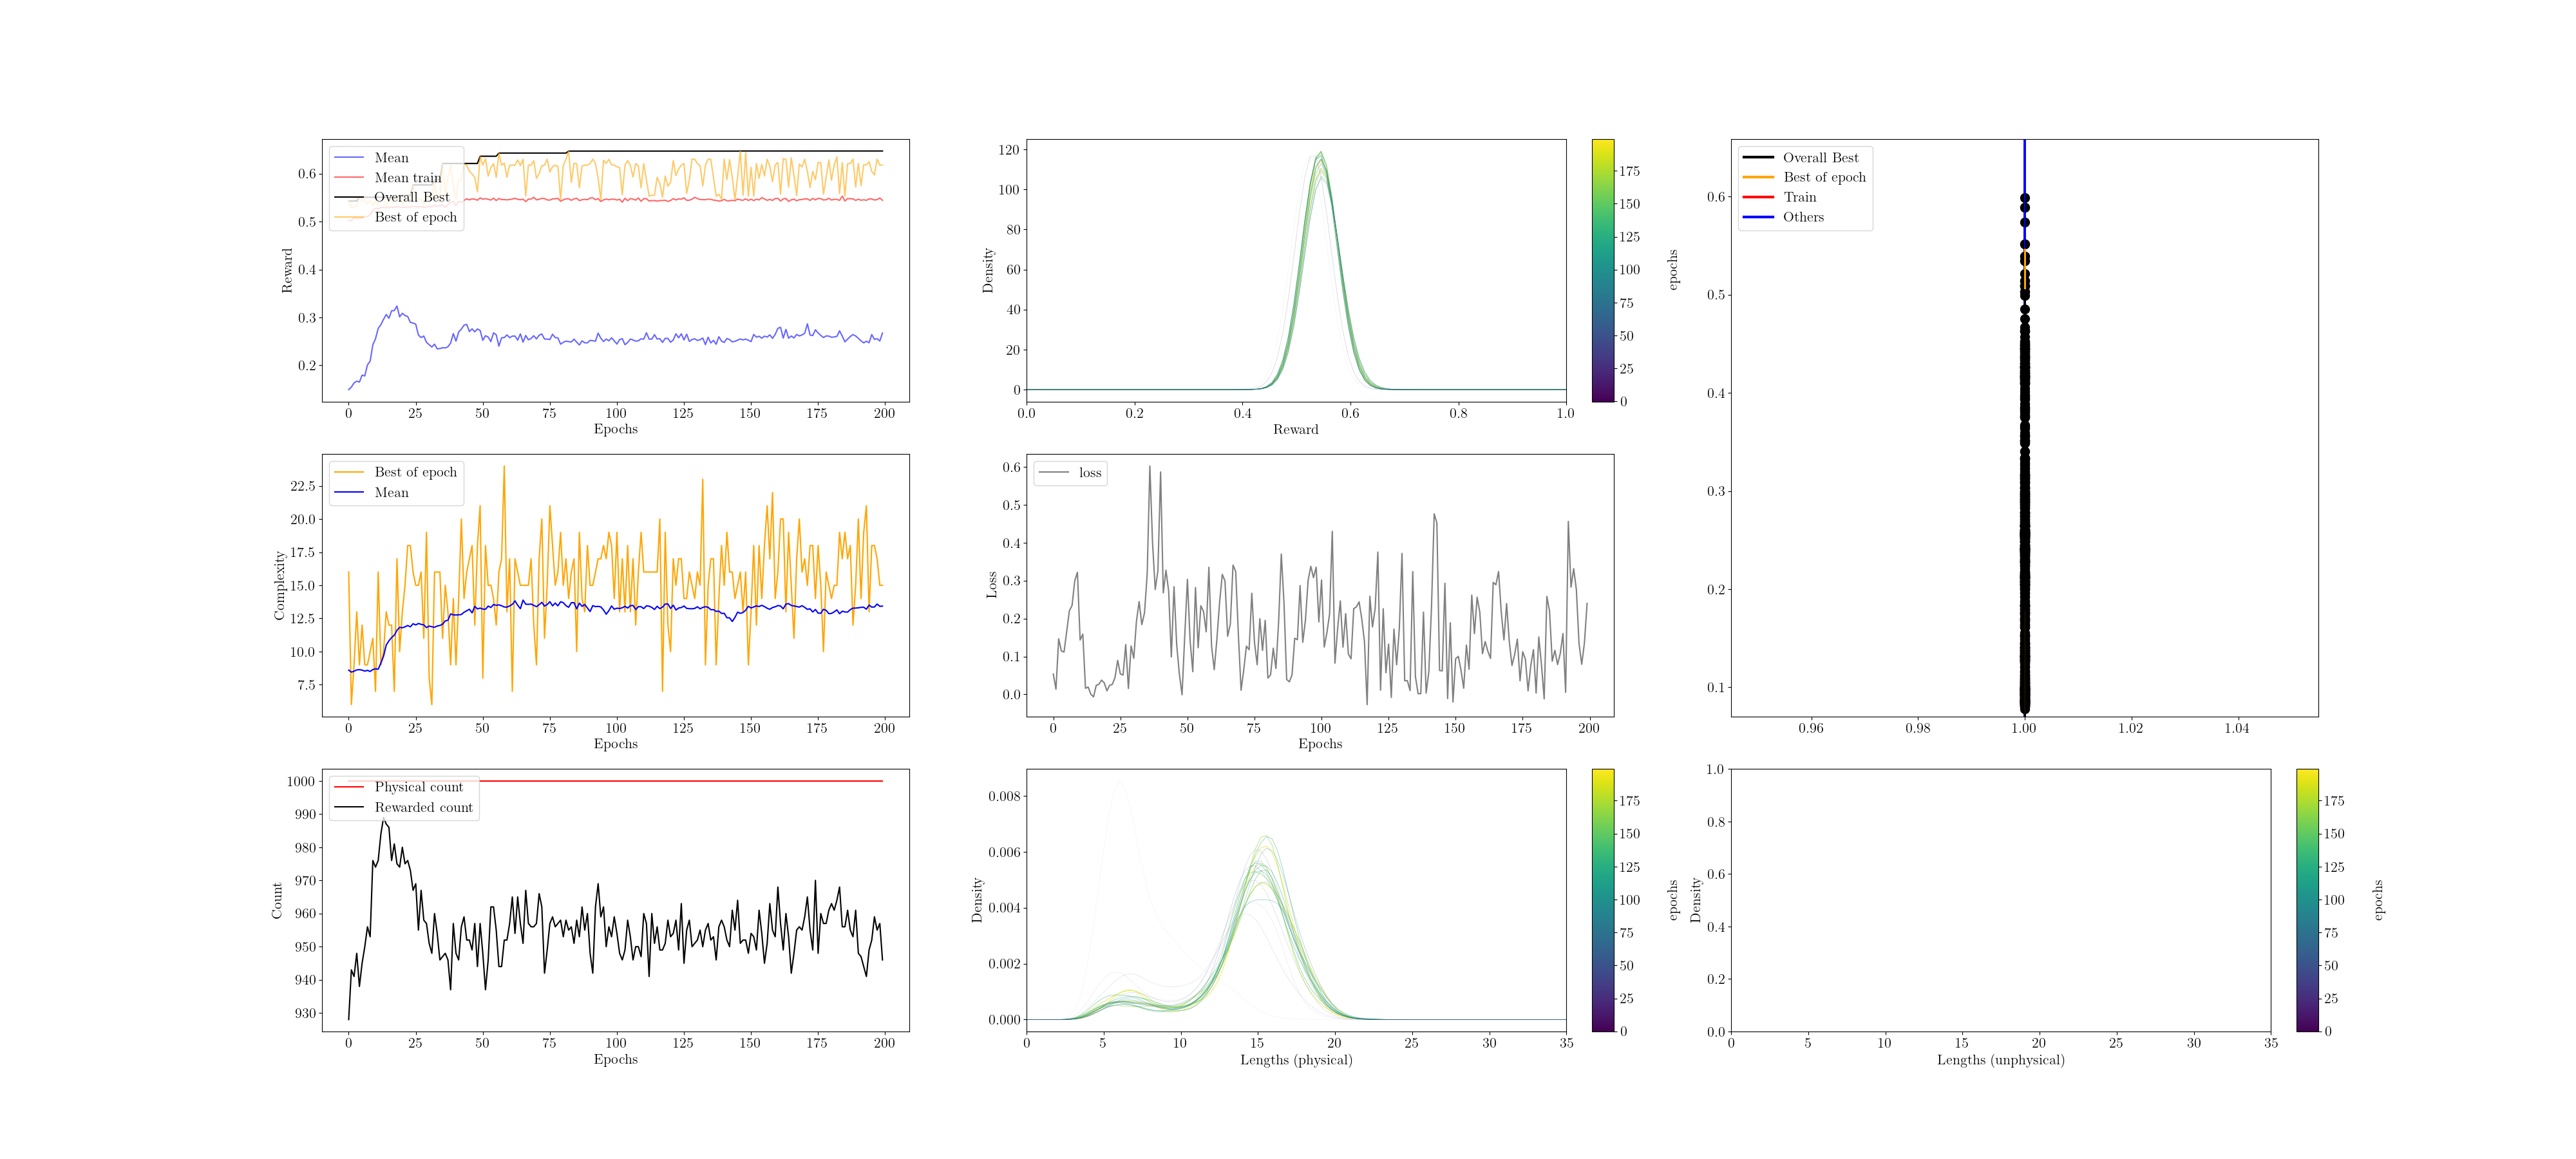 Mean
Mean train
Overall Best
Best of epoch
0.6
0.5
0.4
0.3
0.2
Reward
0 25 50 75 100 125 150 175 200
Epochs
120
100
80
60
40
20
0
Density
0.0 0.2 0.4 0.6 0.8 1.0
Reward
175
150
125
100
75
50
25
0
epochs
Overall Best
Best of epoch
Train
Others
0.6
0.5
0.4
0.3
0.2
0.1
0.96 0.98 1.00 1.02 1.04
Best of epoch
Mean
22.5
20.0
17.5
15.0
12.5
10.0
7.5
Complexity
0 25 50 75 100 125 150 175 200
Epochs
loss
0.6
0.5
0.4
0.3
0.2
0.1
0.0
Loss
0 25 50 75 100 125 150 175 200
Epochs
Physical count
Rewarded count
1000
990
980
970
960
950
940
930
Count
0 25 50 75 100 125 150 175 200
Epochs
0.008
0.006
0.004
0.002
0.000
Density
0 5 10 15 20 25 30 35
Lengths (physical)
175
150
125
100
75
50
25
0
epochs
1.0
0.8
0.6
0.4
0.2
0.0
Density
0 5 10 15 20 25 30 35
Lengths (unphysical)
175
150
125
100
75
50
25
0
epochs